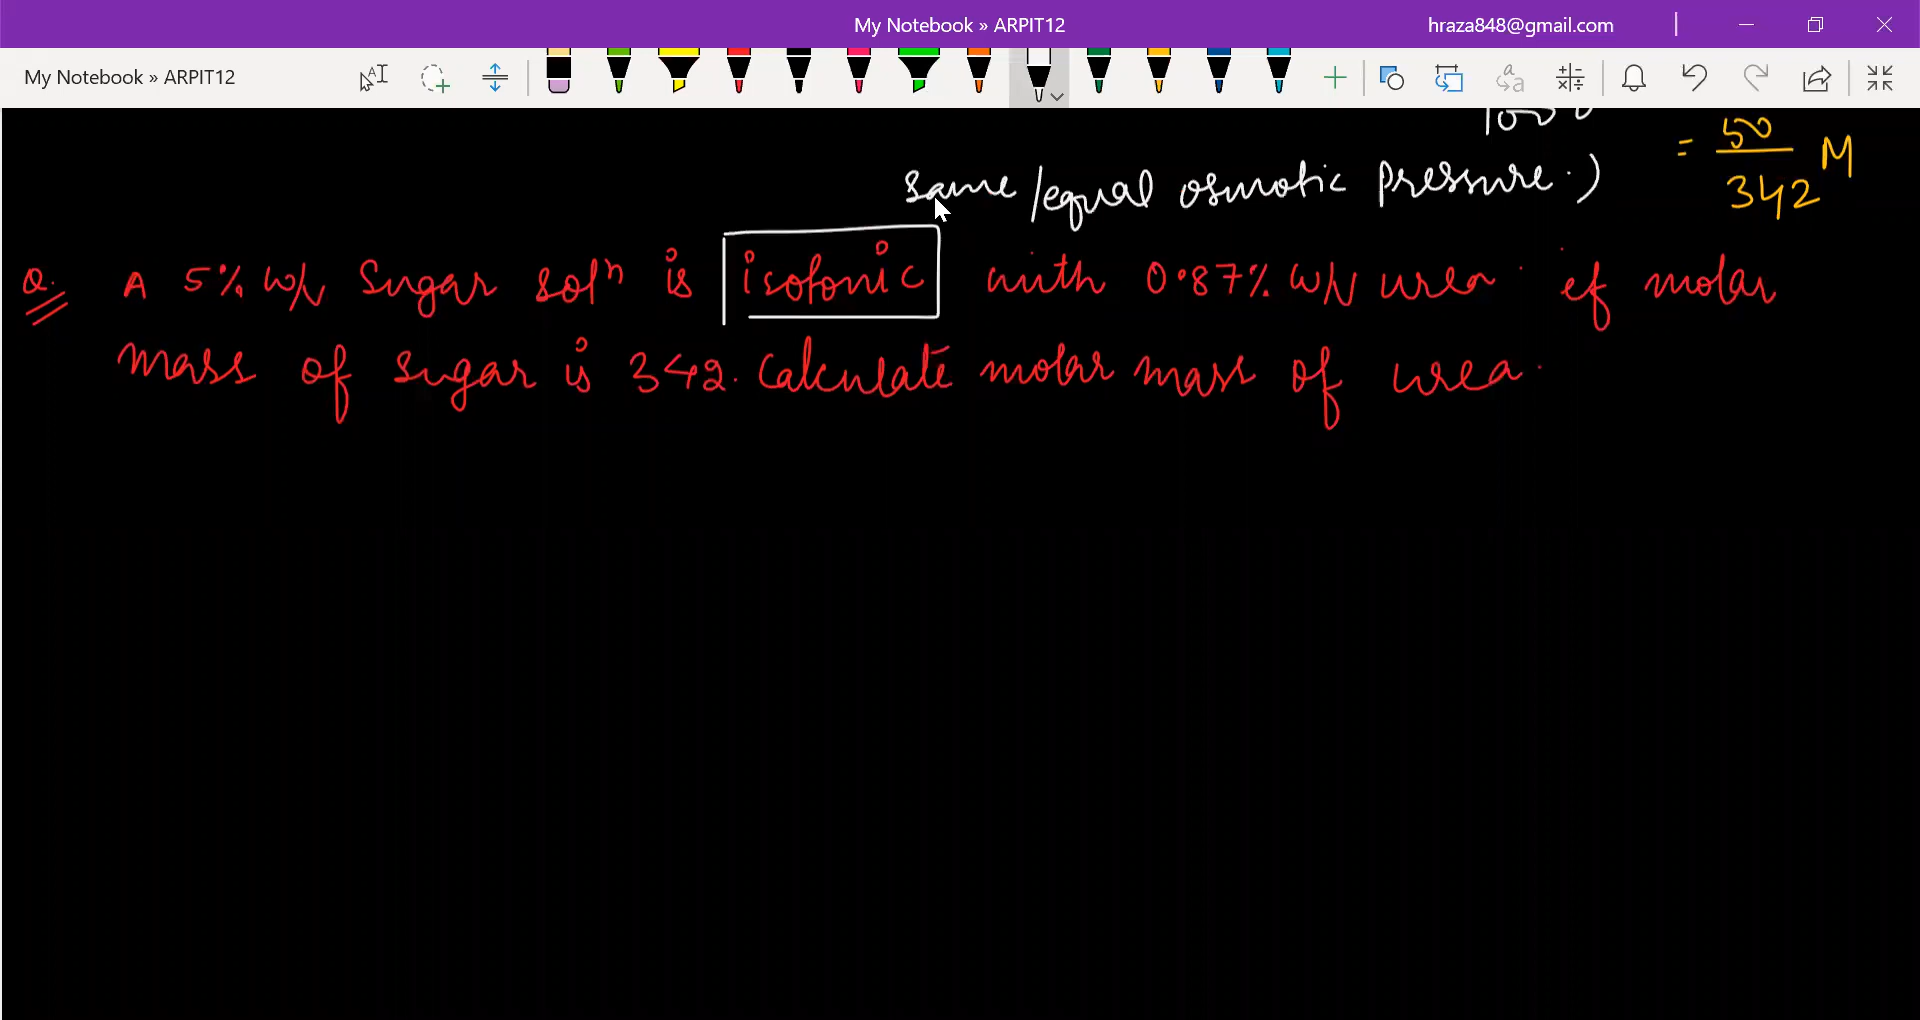 My Notebook » ARPIT12
hraza848@gmail.com
My Notebook » ARPIT12
1000
= 50/342 M
same/equal osmotic pressure.)
Q. A 5% W/V Sugar solⁿ is isotonic with 0.87% W/V urea. if molar
mass of sugar is 342. Calculate molar mass of urea.